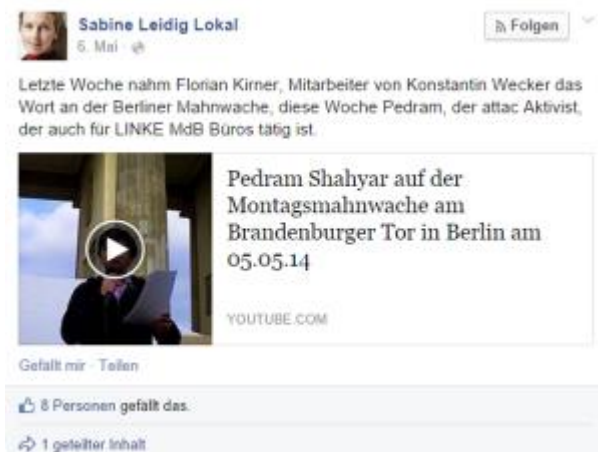 Sabine Leidig Lokal
Folgen
6. Mai ·
Letzte Woche nahm Florian Kirner, Mitarbeiter von Konstantin Wecker das
Wort an der Berliner Mahnwache, diese Woche Pedram, der attac Aktivist,
der auch für LINKE MdB Büros tätig ist.
Pedram Shahyar auf der
Montagsmahnwache am
Brandenburger Tor in Berlin am
05.05.14
YOUTUBE.COM
Gefällt mir · Teilen
8 Personen gefällt das.
1 geteilter Inhalt